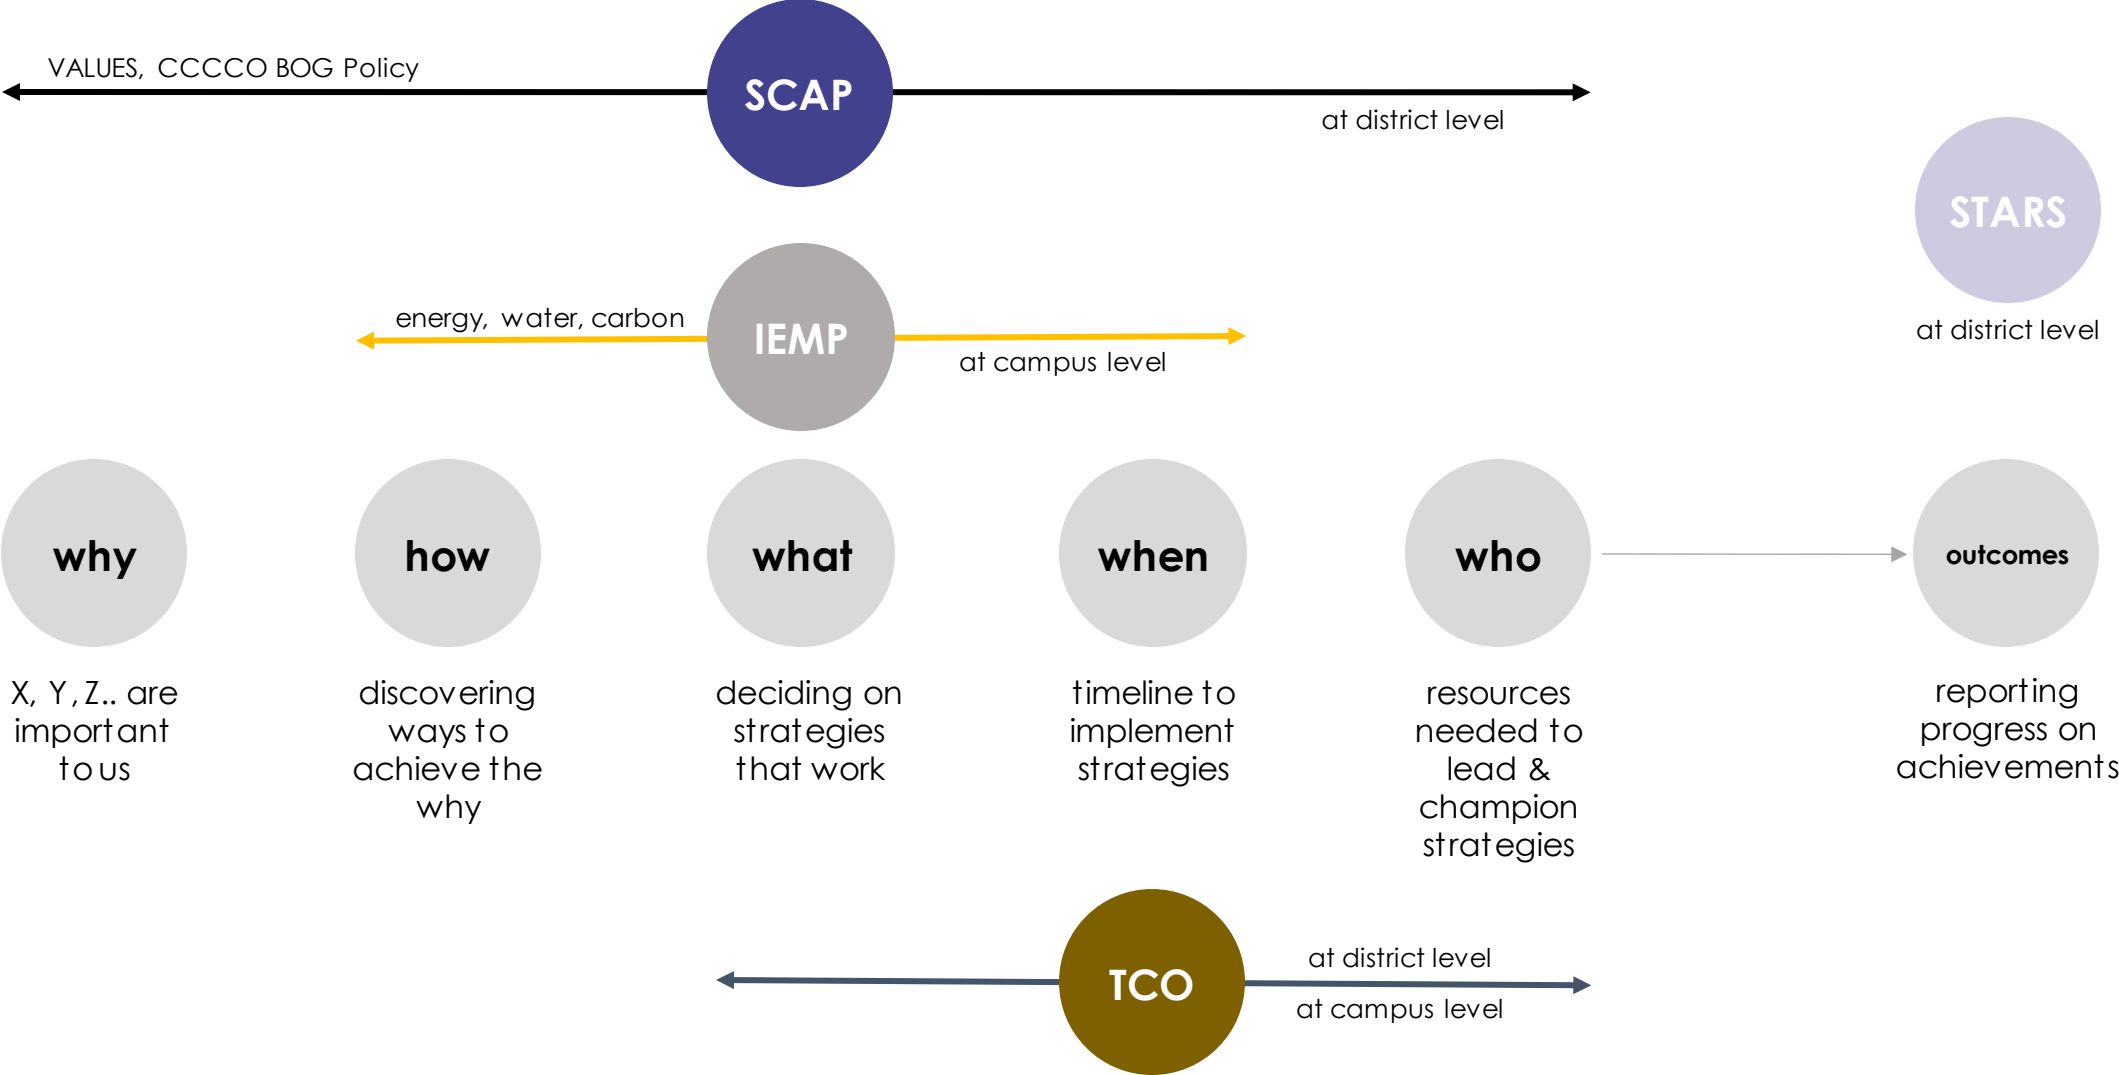 VALUES, CCCCO BOG Policy
SCAP
at district level
STARS
at district level
energy, water, carbon
IEMP
at campus level
why
how
what
when
who
outcomes
X, Y, Z.. are
important
to us
discovering
ways to
achieve the
why
deciding on
strategies
that work
timeline to
implement
strategies
resources
needed to
lead &
champion
strategies
reporting
progress on
achievements
TCO
at district level
at campus level